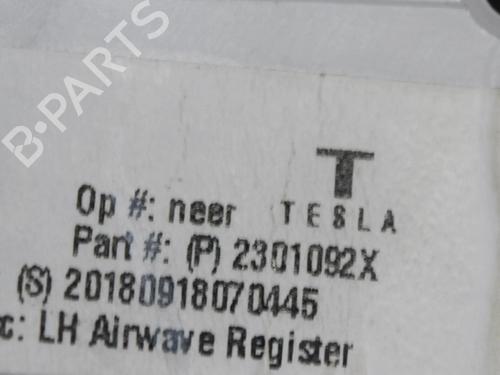 B-PARTS
T
TESLA
Op #: neer
Part #: (P) 2301092X
(S) 20180918070445
c: LH Airwave Register